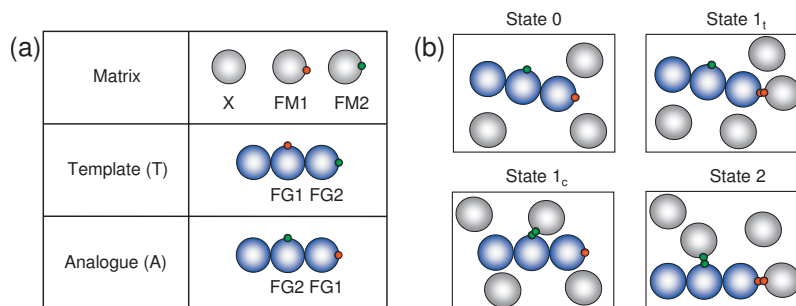 (a)
Matrix
X FM1 FM2
Template (T)
FG1 FG2
Analogue (A)
FG2 FG1
(b)
State 0
State 1t
State 1c
State 2